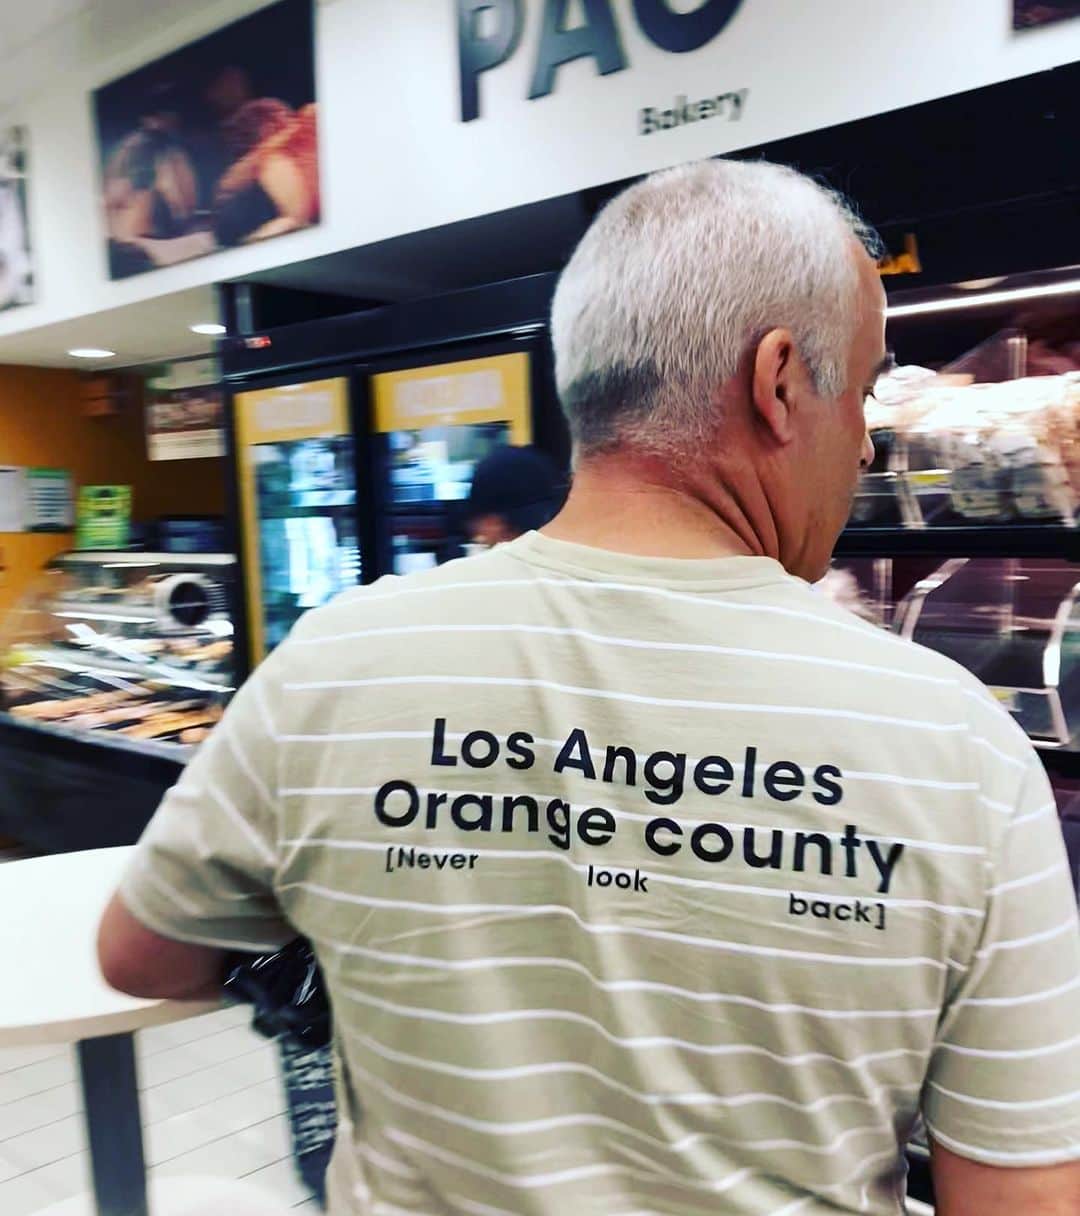 PAO
Bakery
Los Angeles
Orange county
[Never look back]